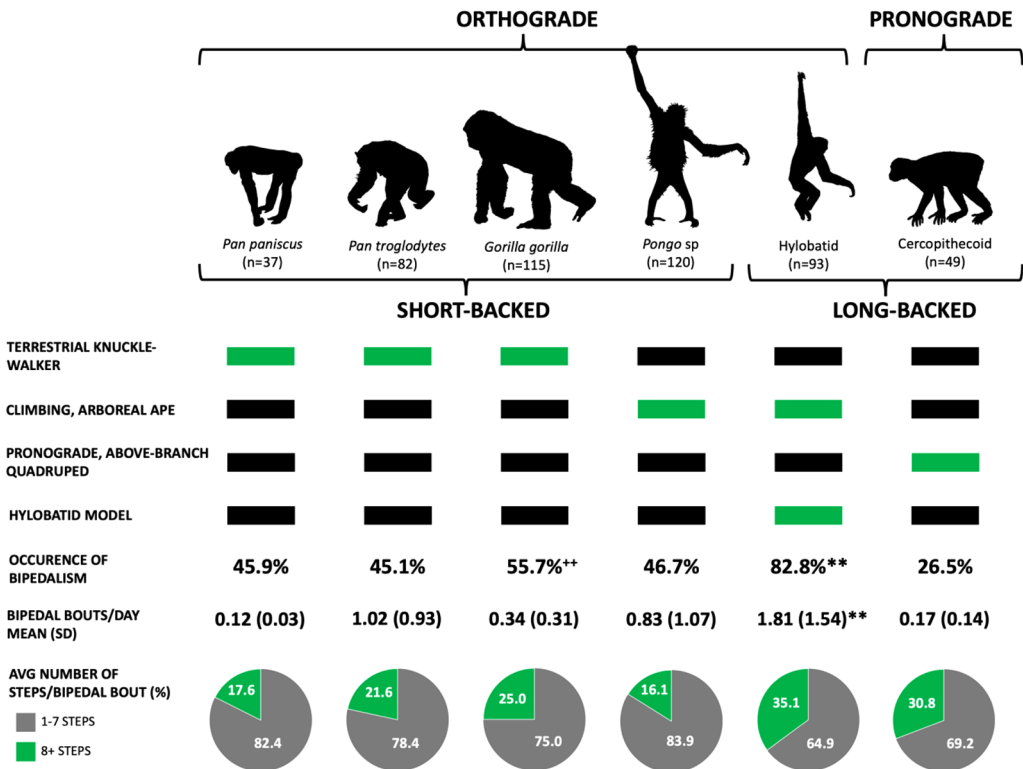 ORTHOGRADE PRONOGRADE
Pan paniscus Pan troglodytes Gorilla gorilla Pongo sp Hylobatid Cercopithecoid
(n=37) (n=82) (n=115) (n=120) (n=93) (n=49)
SHORT-BACKED LONG-BACKED
TERRESTRIAL KNUCKLE-
WALKER
CLIMBING, ARBOREAL APE
PRONOGRADE, ABOVE-BRANCH
QUADRUPED
HYLOBATID MODEL
OCCURENCE OF
BIPEDALISM
45.9% 45.1% 55.7%++ 46.7% 82.8%** 26.5%
BIPEDAL BOUTS/DAY
MEAN (SD)
0.12 (0.03) 1.02 (0.93) 0.34 (0.31) 0.83 (1.07) 1.81 (1.54)** 0.17 (0.14)
AVG NUMBER OF
STEPS/BIPEDAL BOUT (%)
1-7 STEPS
8+ STEPS
17.6 21.6 25.0 16.1 35.1 30.8
82.4 78.4 75.0 83.9 64.9 69.2